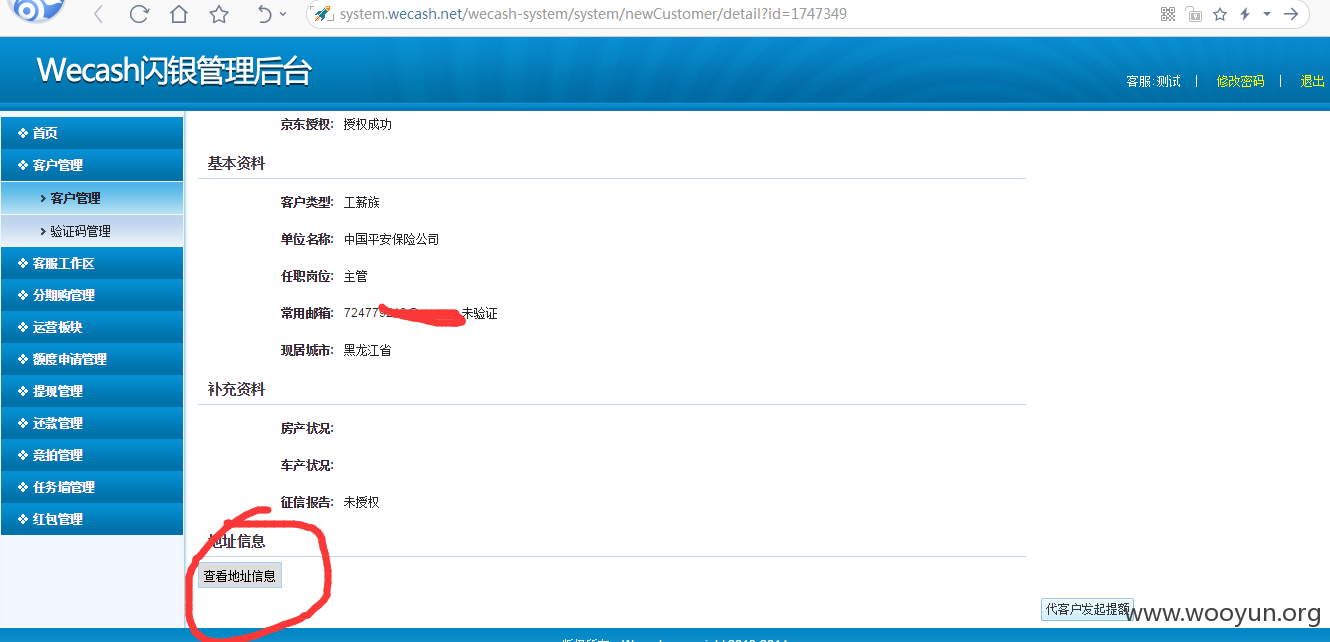 system.wecash.net/wecash-system/system/newCustomer/detail?id=1747349
Wecash闪银管理后台
客服:测试 | 修改密码 | 退出
首页
客户管理
客户管理
验证码管理
客服工作区
分期购管理
运营板块
额度申请管理
提现管理
还款管理
竞拍管理
任务墙管理
红包管理
京东授权: 授权成功
基本资料
客户类型: 工薪族
单位名称: 中国平安保险公司
任职岗位: 主管
常用邮箱: 724779 未验证
现居城市: 黑龙江省
补充资料
房产状况:
车产状况:
征信报告: 未授权
地址信息
查看地址信息
代客户发起提额
www.wooyun.org